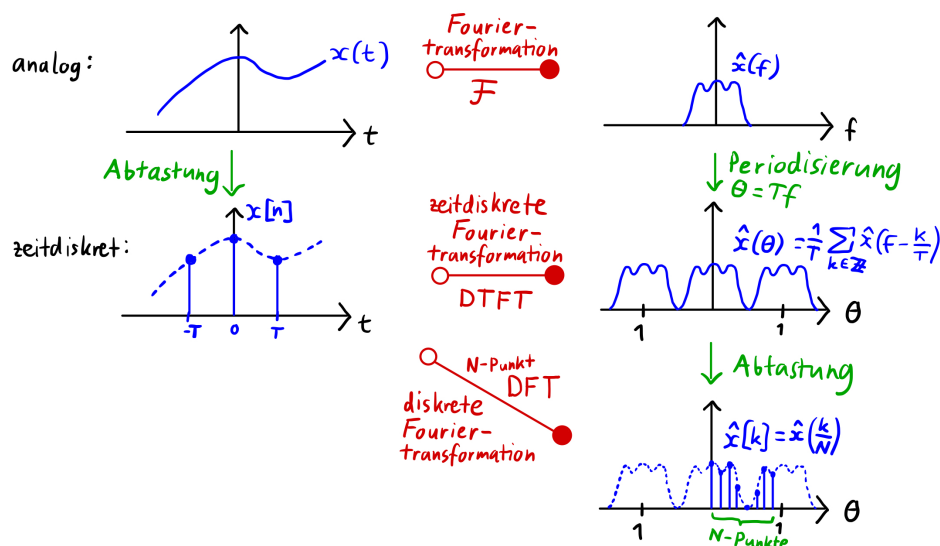 analog:
x(t)
t
Fourier-
transformation
ℱ
x̂(f)
f
Abtastung
Periodisierung
θ = Tf
zeitdiskret:
x[n]
-T 0 T
t
zeitdiskrete
Fourier-
transformation
DTFT
x̂(θ) = 1/T ∑ x̂(f - k/T)
k∈ℤ
1 1
θ
N-Punkt
DFT
diskrete
Fourier-
transformation
Abtastung
x̂[k] = x̂(k/N)
1 1
θ
N-Punkte